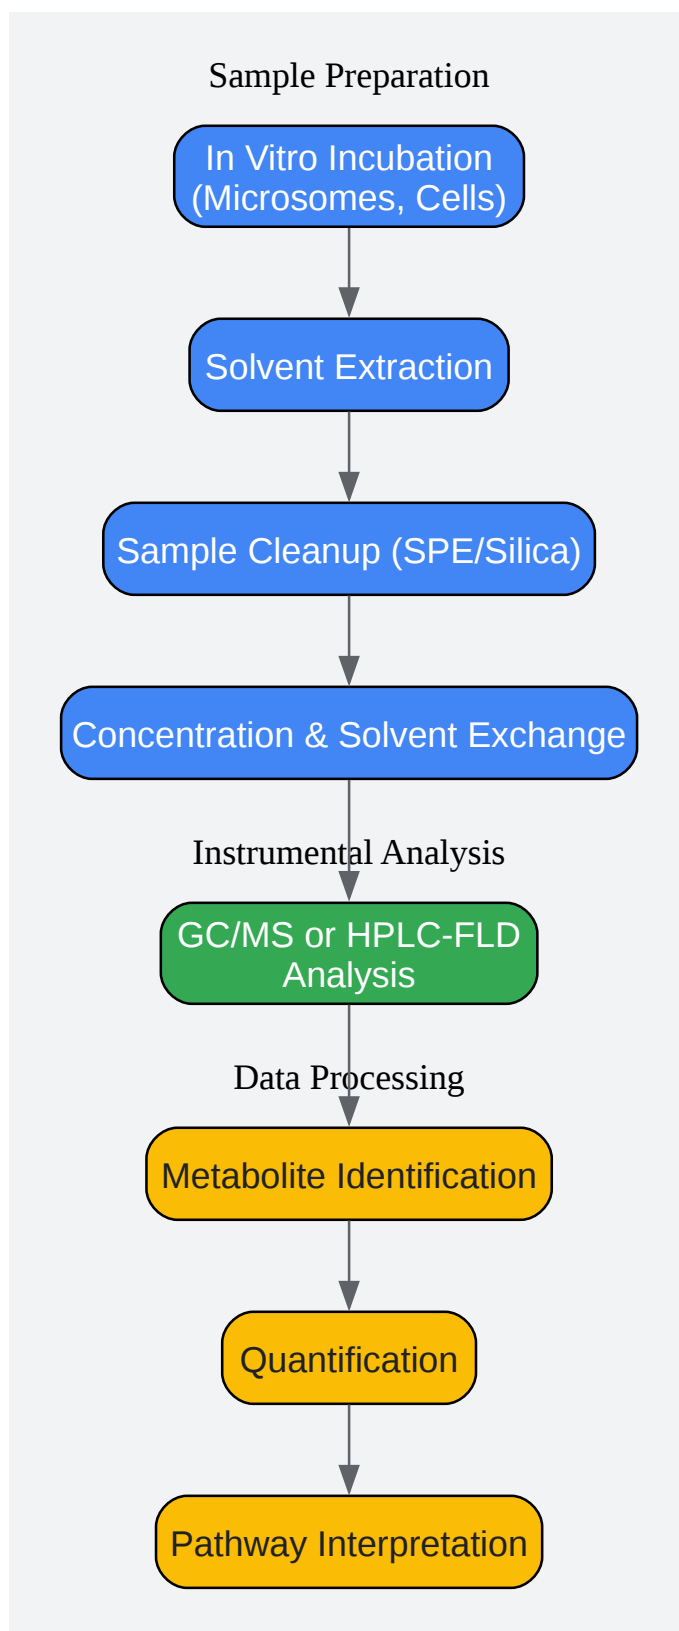 Sample Preparation
In Vitro Incubation
(Microsomes, Cells)
Solvent Extraction
Sample Cleanup (SPE/Silica)
Concentration & Solvent Exchange
Instrumental Analysis
GC/MS or HPLC-FLD
Analysis
Data Processing
Metabolite Identification
Quantification
Pathway Interpretation